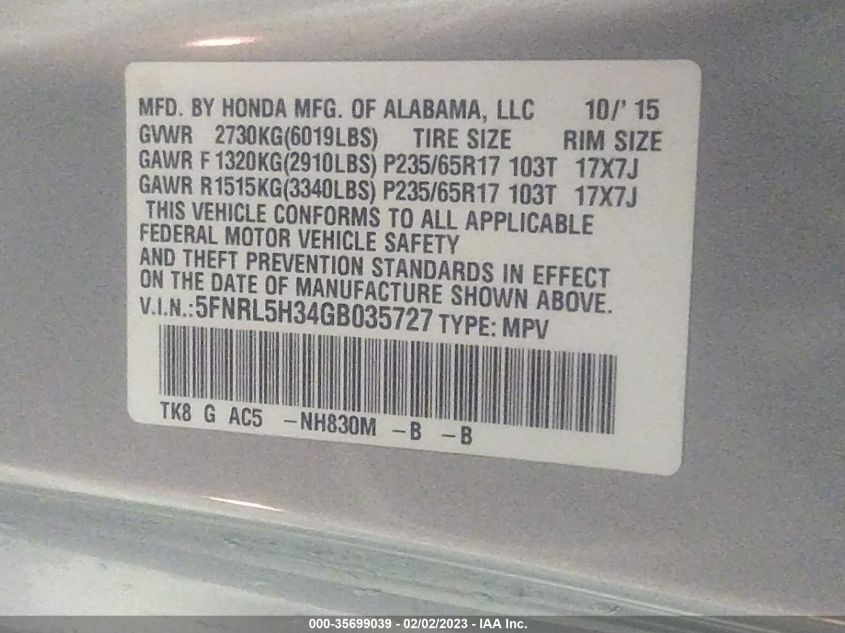 MFD. BY HONDA MFG. OF ALABAMA, LLC 10/' 15
GVWR 2730KG(6019LBS) TIRE SIZE RIM SIZE
GAWR F 1320KG(2910LBS) P235/65R17 103T 17X7J
GAWR R1515KG(3340LBS) P235/65R17 103T 17X7J
THIS VEHICLE CONFORMS TO ALL APPLICABLE
FEDERAL MOTOR VEHICLE SAFETY
AND THEFT PREVENTION STANDARDS IN EFFECT
ON THE DATE OF MANUFACTURE SHOWN ABOVE.
V.I.N.:5FNRL5H34GB035727 TYPE: MPV
TK8 G AC5 -NH830M -B -B
000-35699039 - 02/02/2023 - IAA Inc.